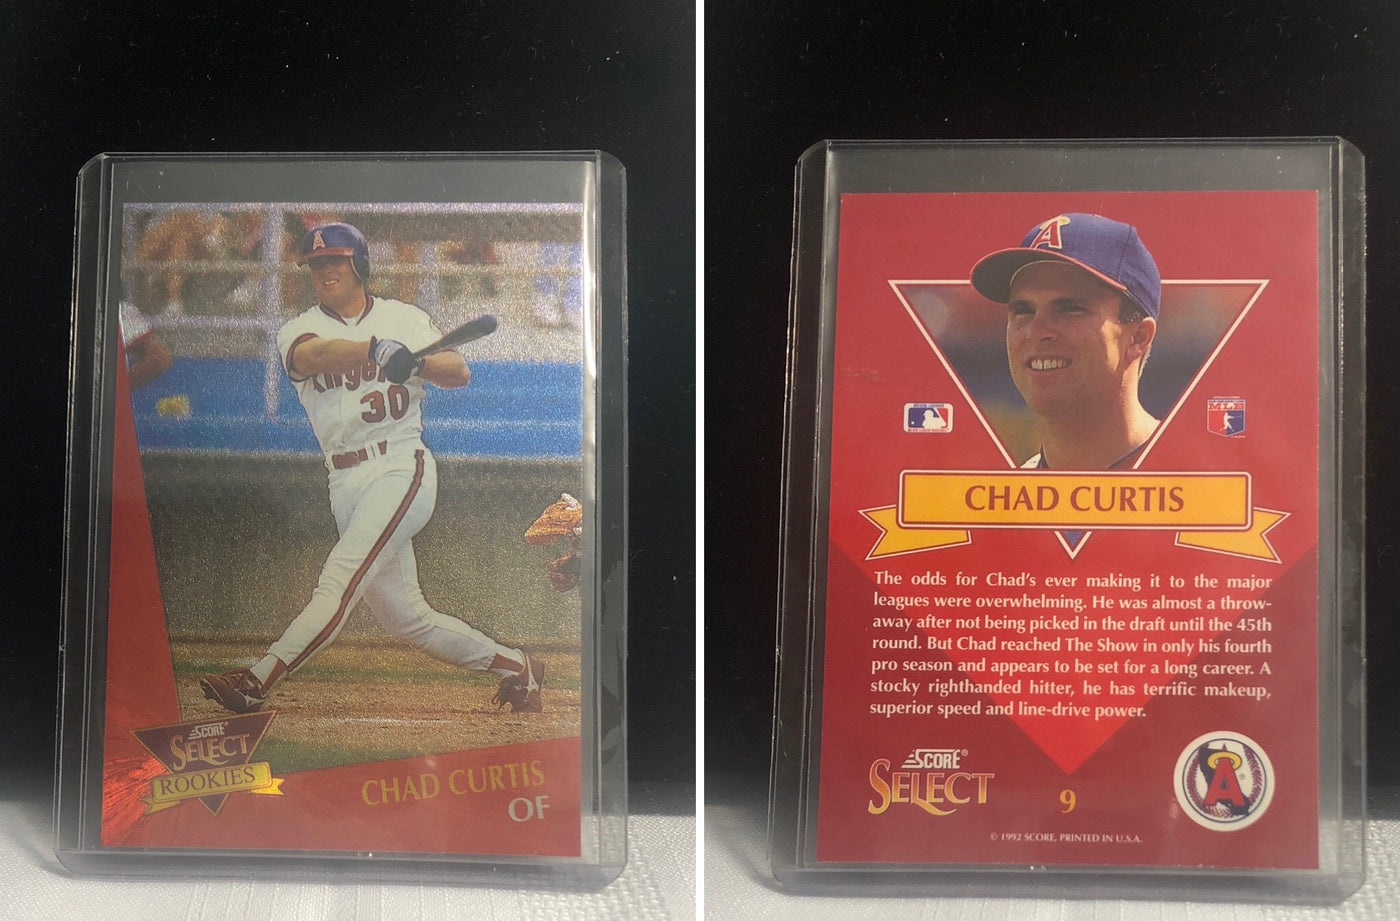 A
Angels
30
SCORE®
SELECT
ROOKIES
CHAD CURTIS
OF
A
MLB
CHAD CURTIS
The odds for Chad's ever making it to the major
leagues were overwhelming. He was almost a throw-
away after not being picked in the draft until the 45th
round. But Chad reached The Show in only his fourth
pro season and appears to be set for a long career. A
stocky righthanded hitter, he has terrific makeup,
superior speed and line-drive power.
SCORE®
SELECT
9
A
© 1992 SCORE, PRINTED IN U.S.A.